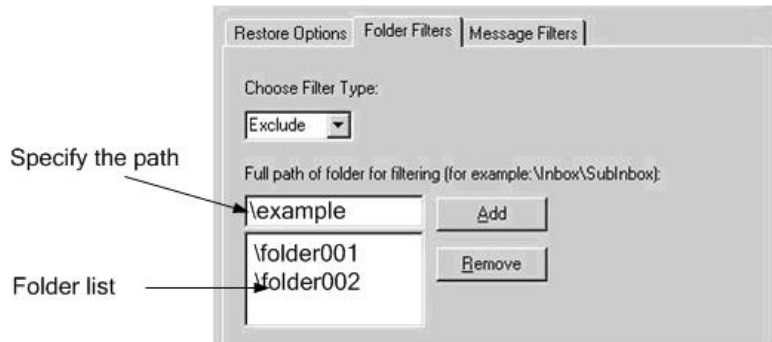 Restore Options Folder Filters Message Filters
Choose Filter Type:
Exclude
Specify the path
Full path of folder for filtering (for example:\Inbox\SubInbox):
\example Add
\folder001
Remove
\folder002
Folder list